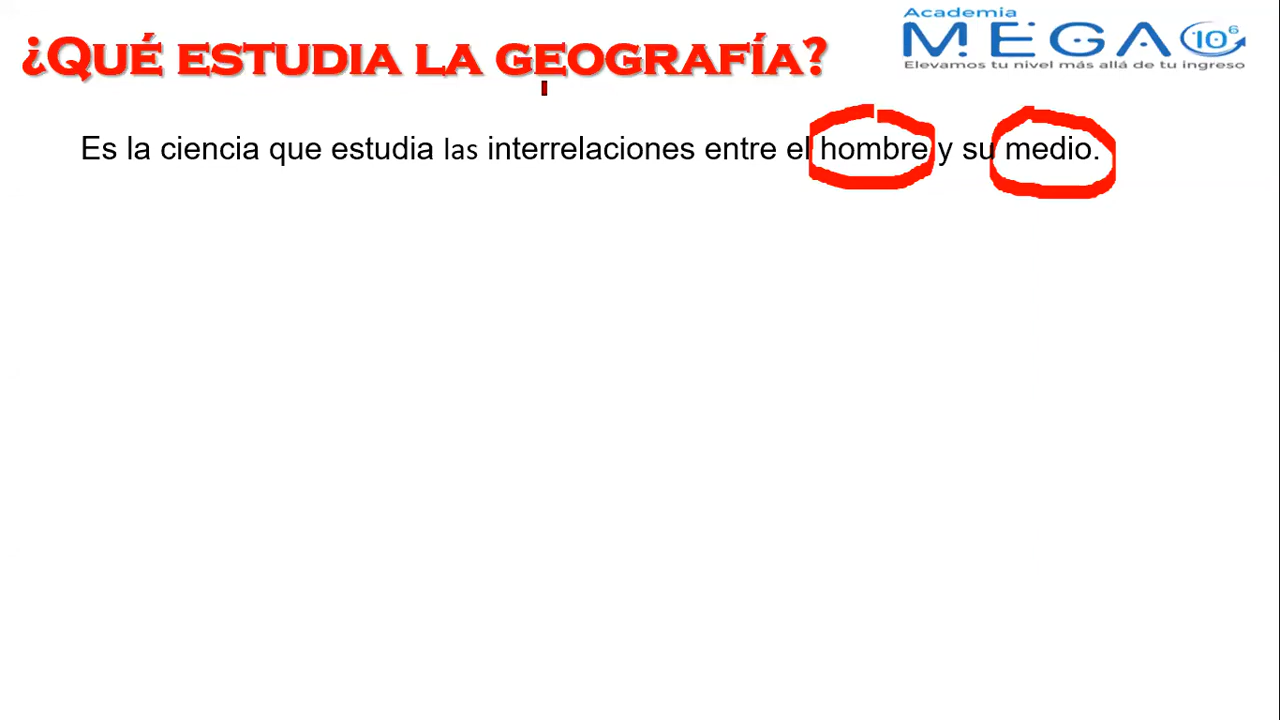 ¿QUÉ ESTUDIA LA GEOGRAFÍA?
Academia
MEGA 10⁶
Elevamos tu nivel más allá de tu ingreso
Es la ciencia que estudia las interrelaciones entre el hombre y su medio.